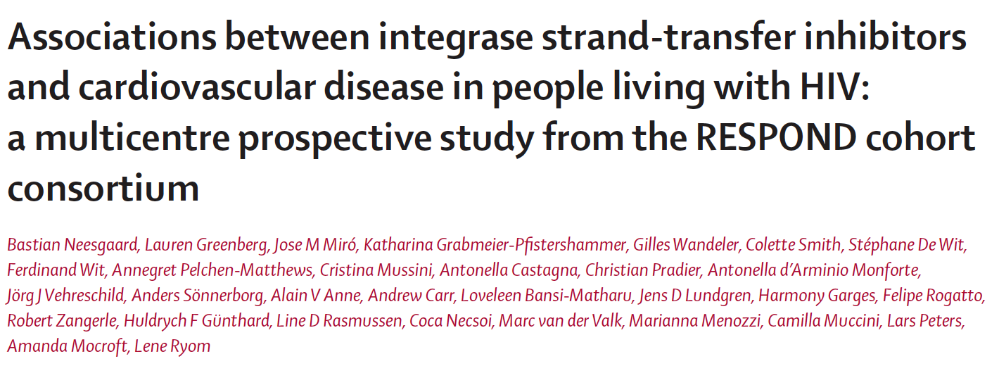 Associations between integrase strand-transfer inhibitors
and cardiovascular disease in people living with HIV:
a multicentre prospective study from the RESPOND cohort
consortium
Bastian Neesgaard, Lauren Greenberg, Jose M Miró, Katharina Grabmeier-Pfistershammer, Gilles Wandeler, Colette Smith, Stéphane De Wit,
Ferdinand Wit, Annegret Pelchen-Matthews, Cristina Mussini, Antonella Castagna, Christian Pradier, Antonella d’Arminio Monforte,
Jörg J Vehreschild, Anders Sönnerborg, Alain V Anne, Andrew Carr, Loveleen Bansi-Matharu, Jens D Lundgren, Harmony Garges, Felipe Rogatto,
Robert Zangerle, Huldrych F Günthard, Line D Rasmussen, Coca Necsoi, Marc van der Valk, Marianna Menozzi, Camilla Muccini, Lars Peters,
Amanda Mocroft, Lene Ryom